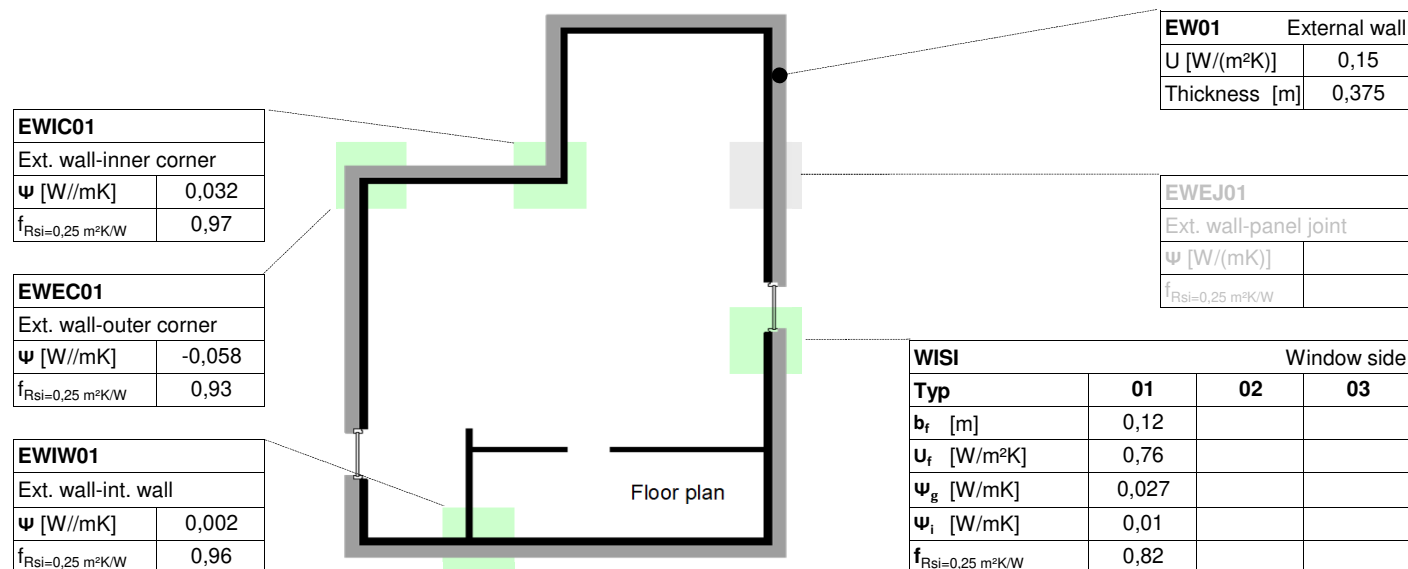 EW01 External wall
U [W/(m²K)] 0,15
Thickness [m] 0,375
EWIC01
Ext. wall-inner corner
Ψ [W//mK] 0,032
fRsi=0,25 m²K/W 0,97
EWEJ01
Ext. wall-panel joint
Ψ [W/(mK)]
fRsi=0,25 m²K/W
EWEC01
Ext. wall-outer corner
Ψ [W//mK] -0,058
fRsi=0,25 m²K/W 0,93
WISI Window side
Typ 01 02 03
bf [m] 0,12
Uf [W/m²K] 0,76
Ψg [W/mK] 0,027
Ψi [W/mK] 0,01
fRsi=0,25 m²K/W 0,82
EWIW01
Ext. wall-int. wall
Ψ [W//mK] 0,002
fRsi=0,25 m²K/W 0,96
Floor plan